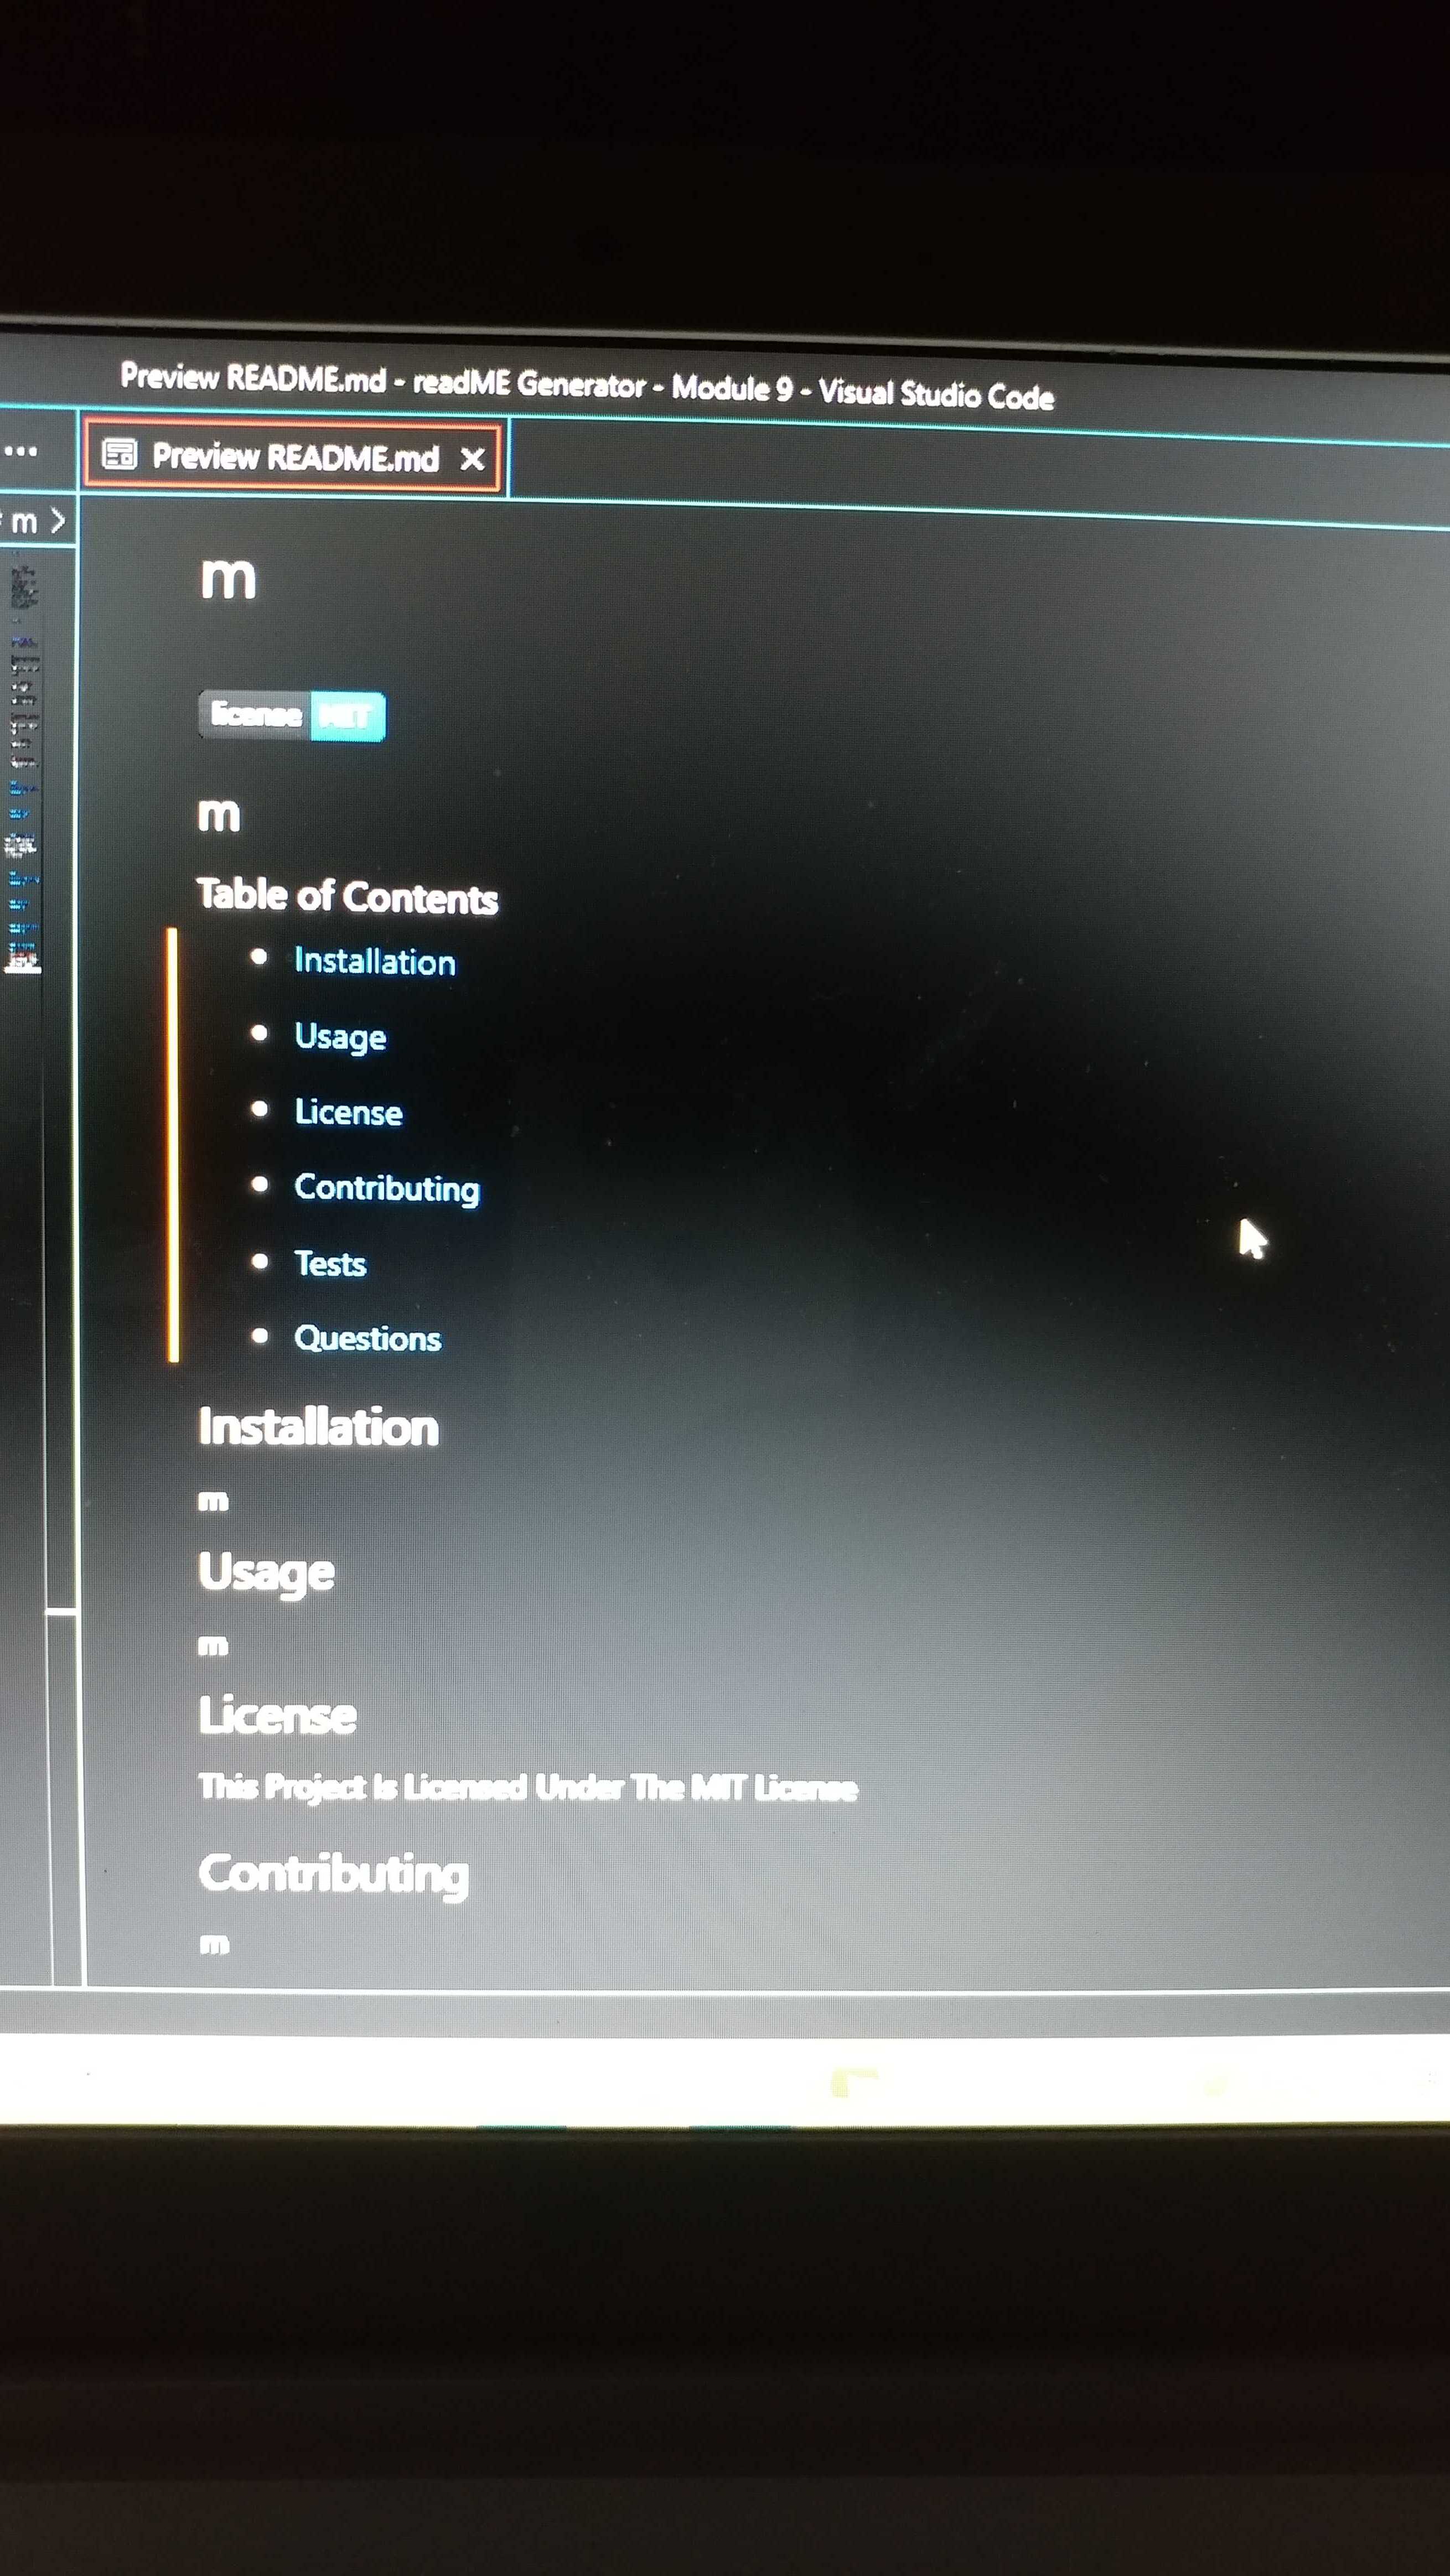 Preview README.md - readME Generator - Module 9 - Visual Studio Code
...
Preview README.md ×
m >
m
license MIT
m
Table of Contents
• Installation
• Usage
• License
• Contributing
• Tests
• Questions
Installation
m
Usage
m
License
This Project Is Licensed Under The MIT License
Contributing
m